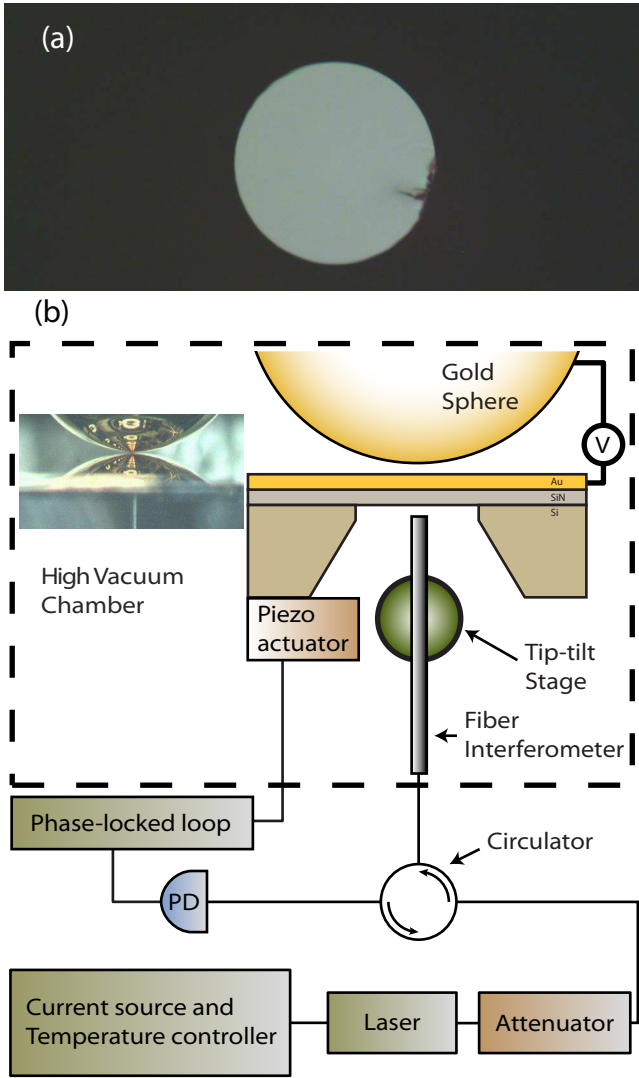 (a)
(b)
Gold
Sphere
V
Au
SiN
Si
High Vacuum
Chamber
Piezo
actuator
Tip-tilt
Stage
Fiber
Interferometer
Phase-locked loop
Circulator
PD
Current source and
Temperature controller
Laser
Attenuator